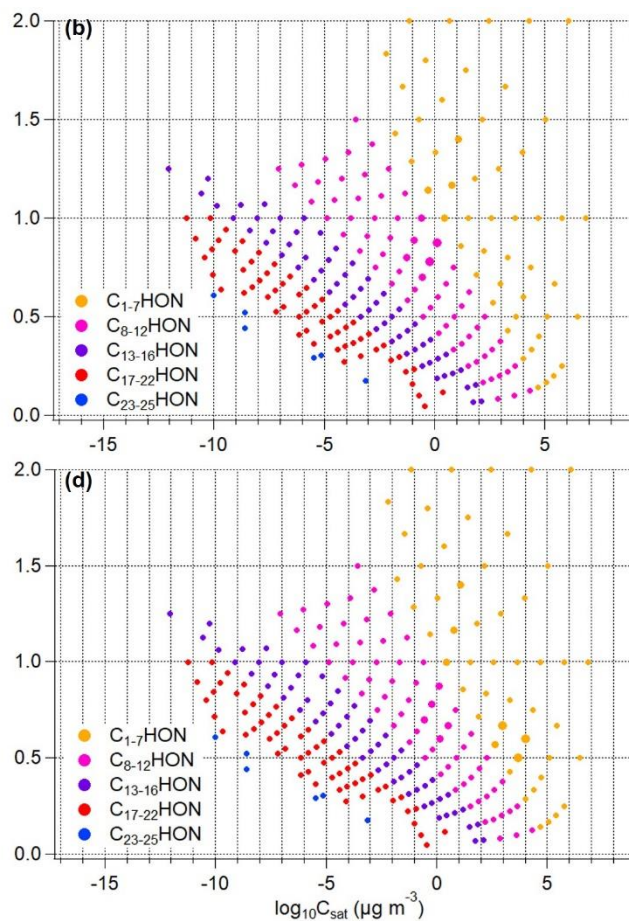 2.0
(b)
1.5
1.0
0.5
0.0
C₁₋₇HON
C₈₋₁₂HON
C₁₃₋₁₆HON
C₁₇₋₂₂HON
C₂₃₋₂₅HON
-15 -10 -5 0 5
2.0
(d)
1.5
1.0
0.5
0.0
C₁₋₇HON
C₈₋₁₂HON
C₁₃₋₁₆HON
C₁₇₋₂₂HON
C₂₃₋₂₅HON
-15 -10 -5 0 5
log₁₀Csat (µg m⁻³)